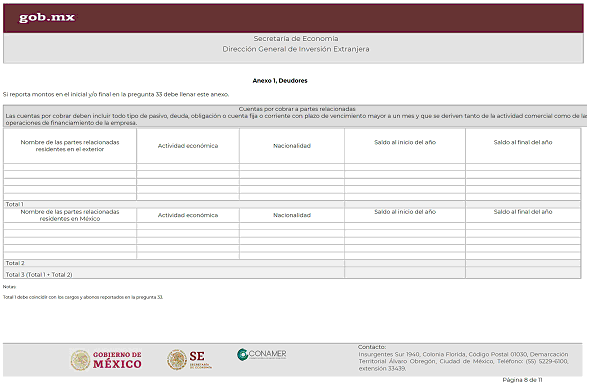 gob.mx
Secretaría de Economía
Dirección General de Inversión Extranjera
Anexo 1, Deudores
Si reporta montos en el inicial y/o final en la pregunta 33 debe llenar este anexo.
Cuentas por cobrar a partes relacionadas
Las cuentas por cobrar deben incluir todo tipo de pasivo, deuda, obligación o cuenta fija o corriente con plazo de vencimiento mayor a un mes y que se deriven tanto de la actividad comercial como de las
operaciones de financiamiento de la empresa.
Nombre de las partes relacionadas
residentes en el exterior
Actividad económica
Nacionalidad
Saldo al inicio del año
Saldo al final del año
Total 1
Nombre de las partes relacionadas
residentes en México
Actividad económica
Nacionalidad
Saldo al inicio del año
Saldo al final del año
Total 2
Total 3 (Total 1 + Total 2)
Notas
Total 1 debe coincidir con los cargos y abonos reportados en la pregunta 33.
GOBIERNO DE
MÉXICO
SE
SECRETARÍA
DE ECONOMÍA
CONAMER
Contacto:
Insurgentes Sur 1940, Colonia Florida, Código Postal 01030, Demarcación
Territorial Álvaro Obregón, Ciudad de México, Teléfono: (55) 5229-6100,
extensión 33439.
Página 8 de 11